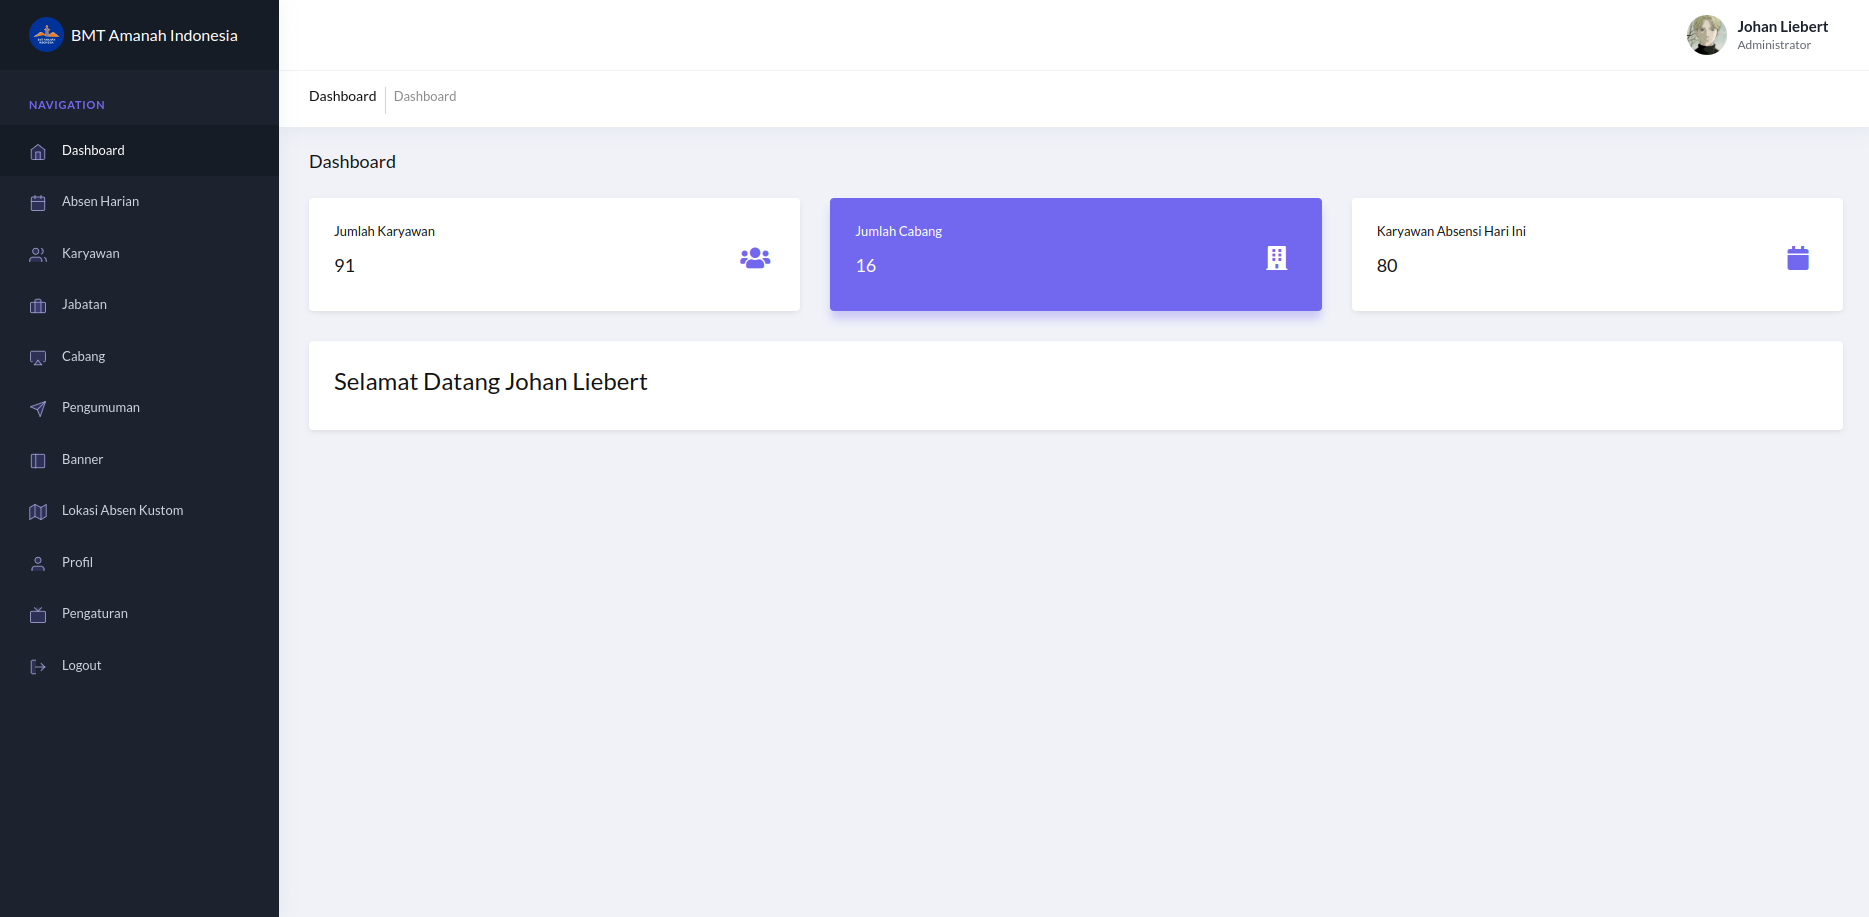 BMT Amanah Indonesia
Johan Liebert
Administrator
NAVIGATION
Dashboard
Absen Harian
Karyawan
Jabatan
Cabang
Pengumuman
Banner
Lokasi Absen Kustom
Profil
Pengaturan
Logout
Dashboard Dashboard
Dashboard
Jumlah Karyawan
91
Jumlah Cabang
16
Karyawan Absensi Hari Ini
80
Selamat Datang Johan Liebert